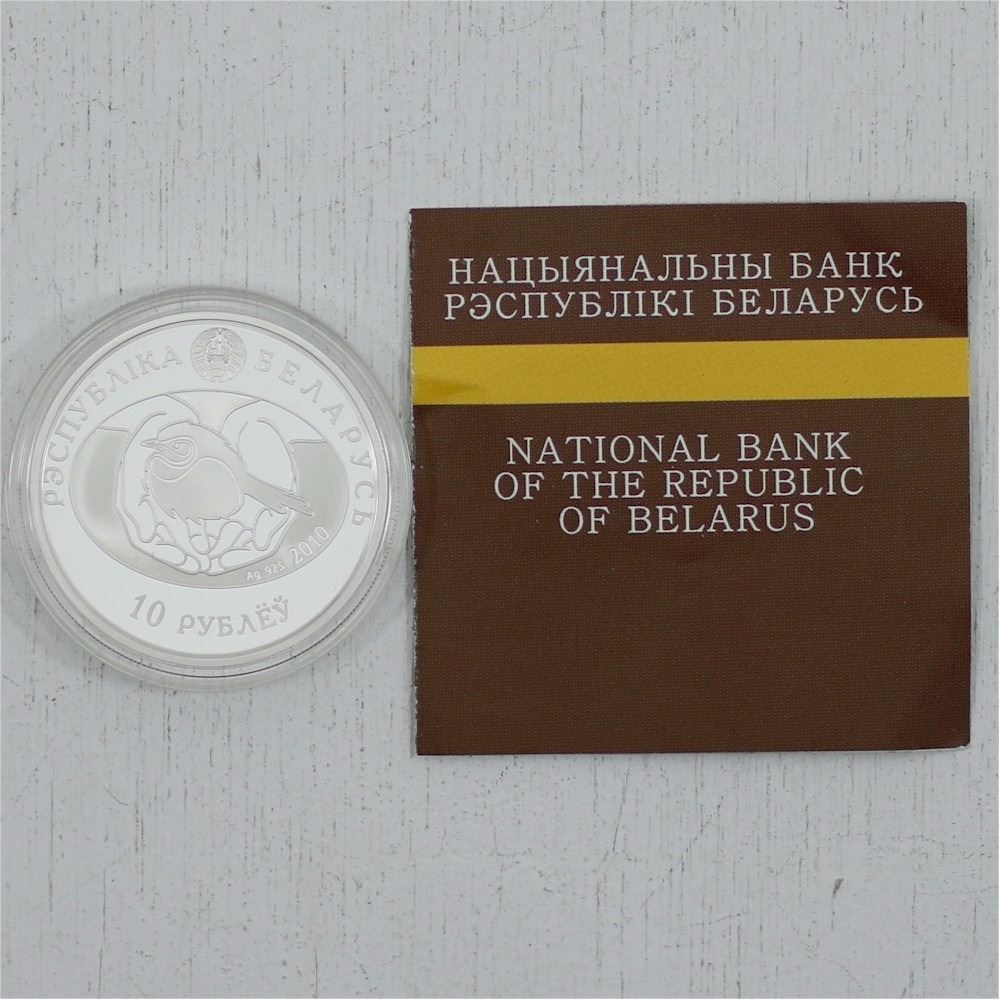 РЭСПУБЛІКА БЕЛАРУСЬ
Ag 925 2010
10 РУБЛЁЎ
НАЦЫЯНАЛЬНЫ БАНК
РЭСПУБЛІКІ БЕЛАРУСЬ
NATIONAL BANK
OF THE REPUBLIC
OF BELARUS